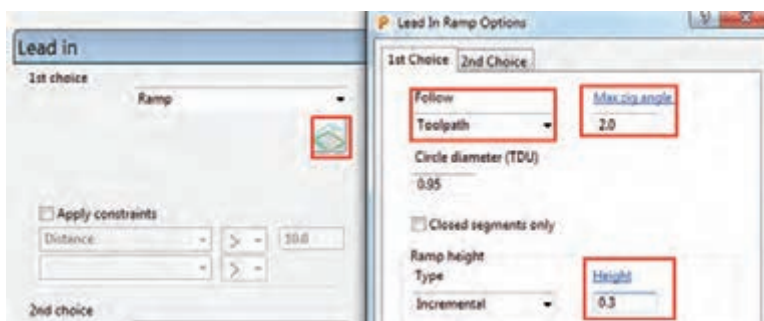 Lead in
1st choice
Ramp
Apply constraints
Distance > 10.0
>
2nd choice
Lead In Ramp Options
1st Choice 2nd Choice
Follow Max zig angle
Toolpath 2.0
Circle diameter (TDU)
0.95
Closed segments only
Ramp height
Type Height
Incremental 0.3